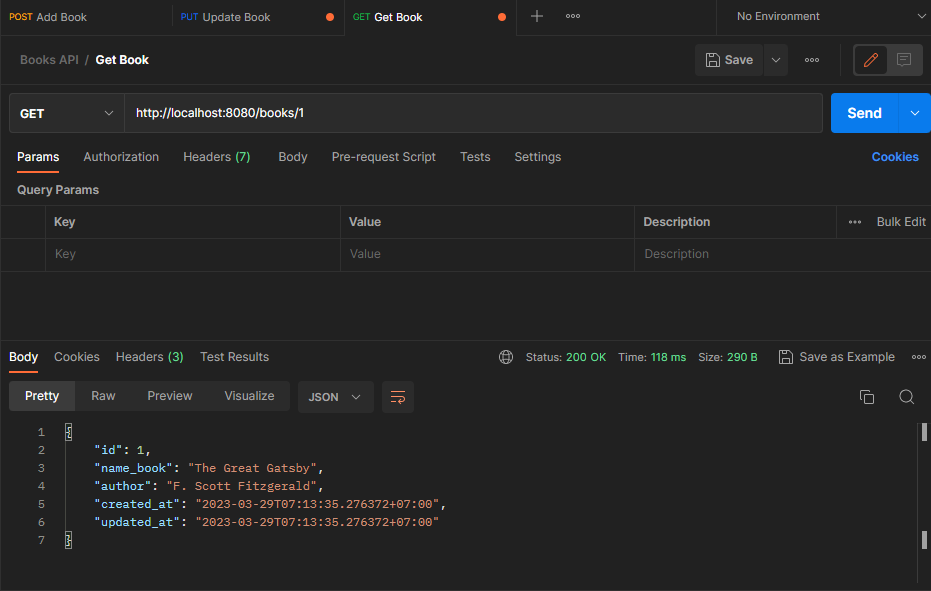 POST Add Book PUT Update Book GET Get Book No Environment
Books API / Get Book Save
GET http://localhost:8080/books/1 Send
Params Authorization Headers (7) Body Pre-request Script Tests Settings Cookies
Query Params
Key Value Description Bulk Edit
Key Value Description
Body Cookies Headers (3) Test Results Status: 200 OK Time: 118 ms Size: 290 B Save as Example
Pretty Raw Preview Visualize JSON
1 {
2 "id": 1,
3 "name_book": "The Great Gatsby",
4 "author": "F. Scott Fitzgerald",
5 "created_at": "2023-03-29T07:13:35.276372+07:00",
6 "updated_at": "2023-03-29T07:13:35.276372+07:00"
7 }